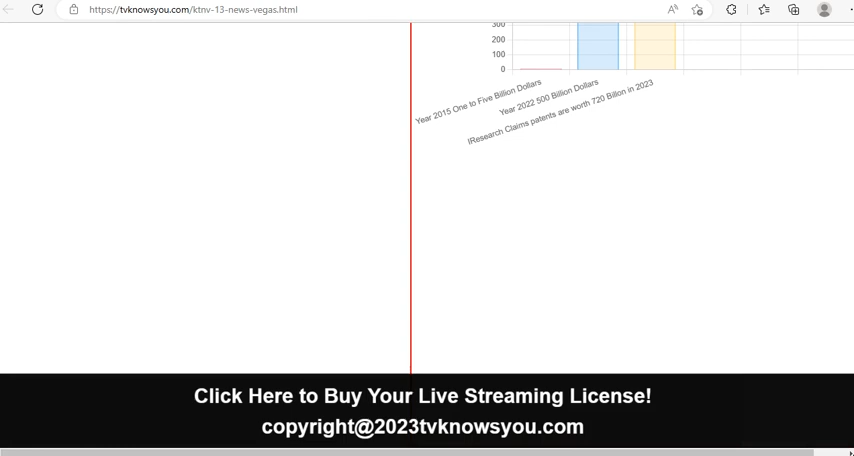 https://tvknowsyou.com/ktnv-13-news-vegas.html
300
200
100
0
Year 2015 One to Five Billion Dollars
Year 2022 500 Billion Dollars
IResearch Claims patents are worth 720 Billon in 2023
Click Here to Buy Your Live Streaming License!
copyright@2023tvknowsyou.com